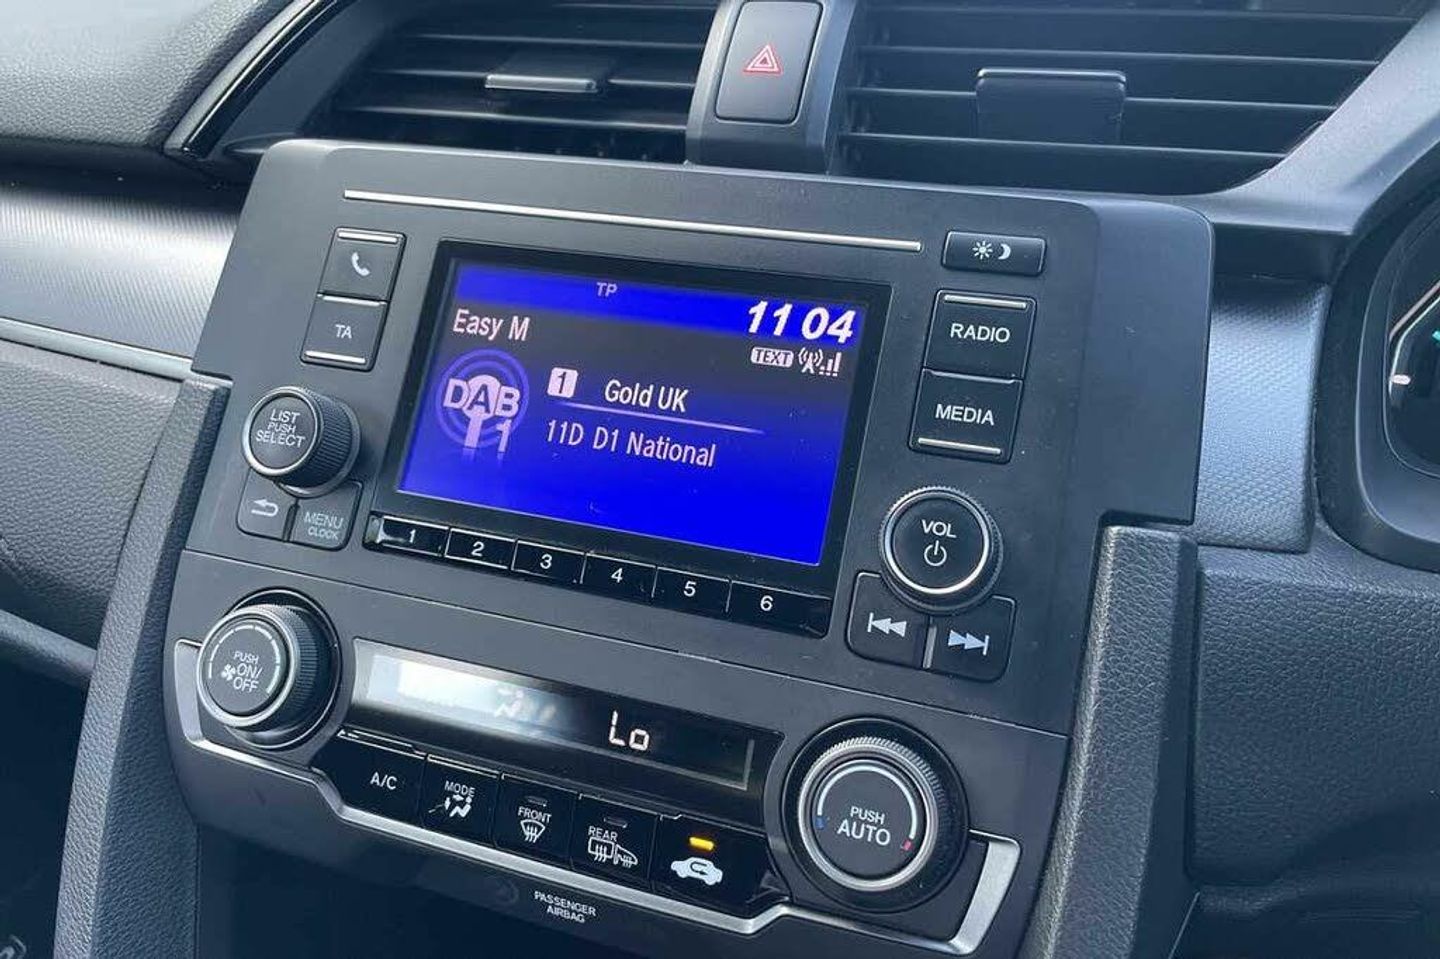 TP
11 04
Easy M
TEXT
DAB
1
1 Gold UK
11D D1 National
TA
RADIO
MEDIA
LIST
PUSH
SELECT
MENU
CLOCK
VOL
1 2 3 4 5 6
PUSH
ON/
OFF
Lo
A/C
MODE
FRONT
REAR
PUSH
AUTO
PASSENGER
AIRBAG